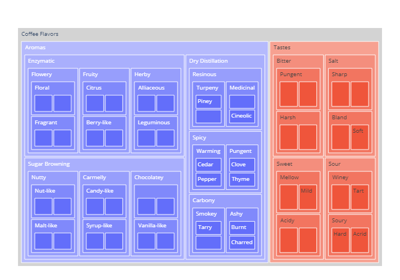 Coffee Flavors
Aromas
Enzymatic
Flowery
Floral
Fragrant
Fruity
Citrus
Berry-like
Herby
Alliaceous
Leguminous
Sugar Browning
Nutty
Nut-like
Malt-like
Carmelly
Candy-like
Syrup-like
Chocolatey
Vanilla-like
Dry Distillation
Resinous
Turpeny
Piney
Medicinal
Cineolic
Spicy
Warming
Cedar
Pepper
Pungent
Clove
Thyme
Carbony
Smokey
Tarry
Ashy
Burnt
Charred
Tastes
Bitter
Pungent
Harsh
Salt
Sharp
Bland
Soft
Sweet
Mellow
Mild
Acidy
Sour
Winey
Tart
Soury
Hard
Acrid